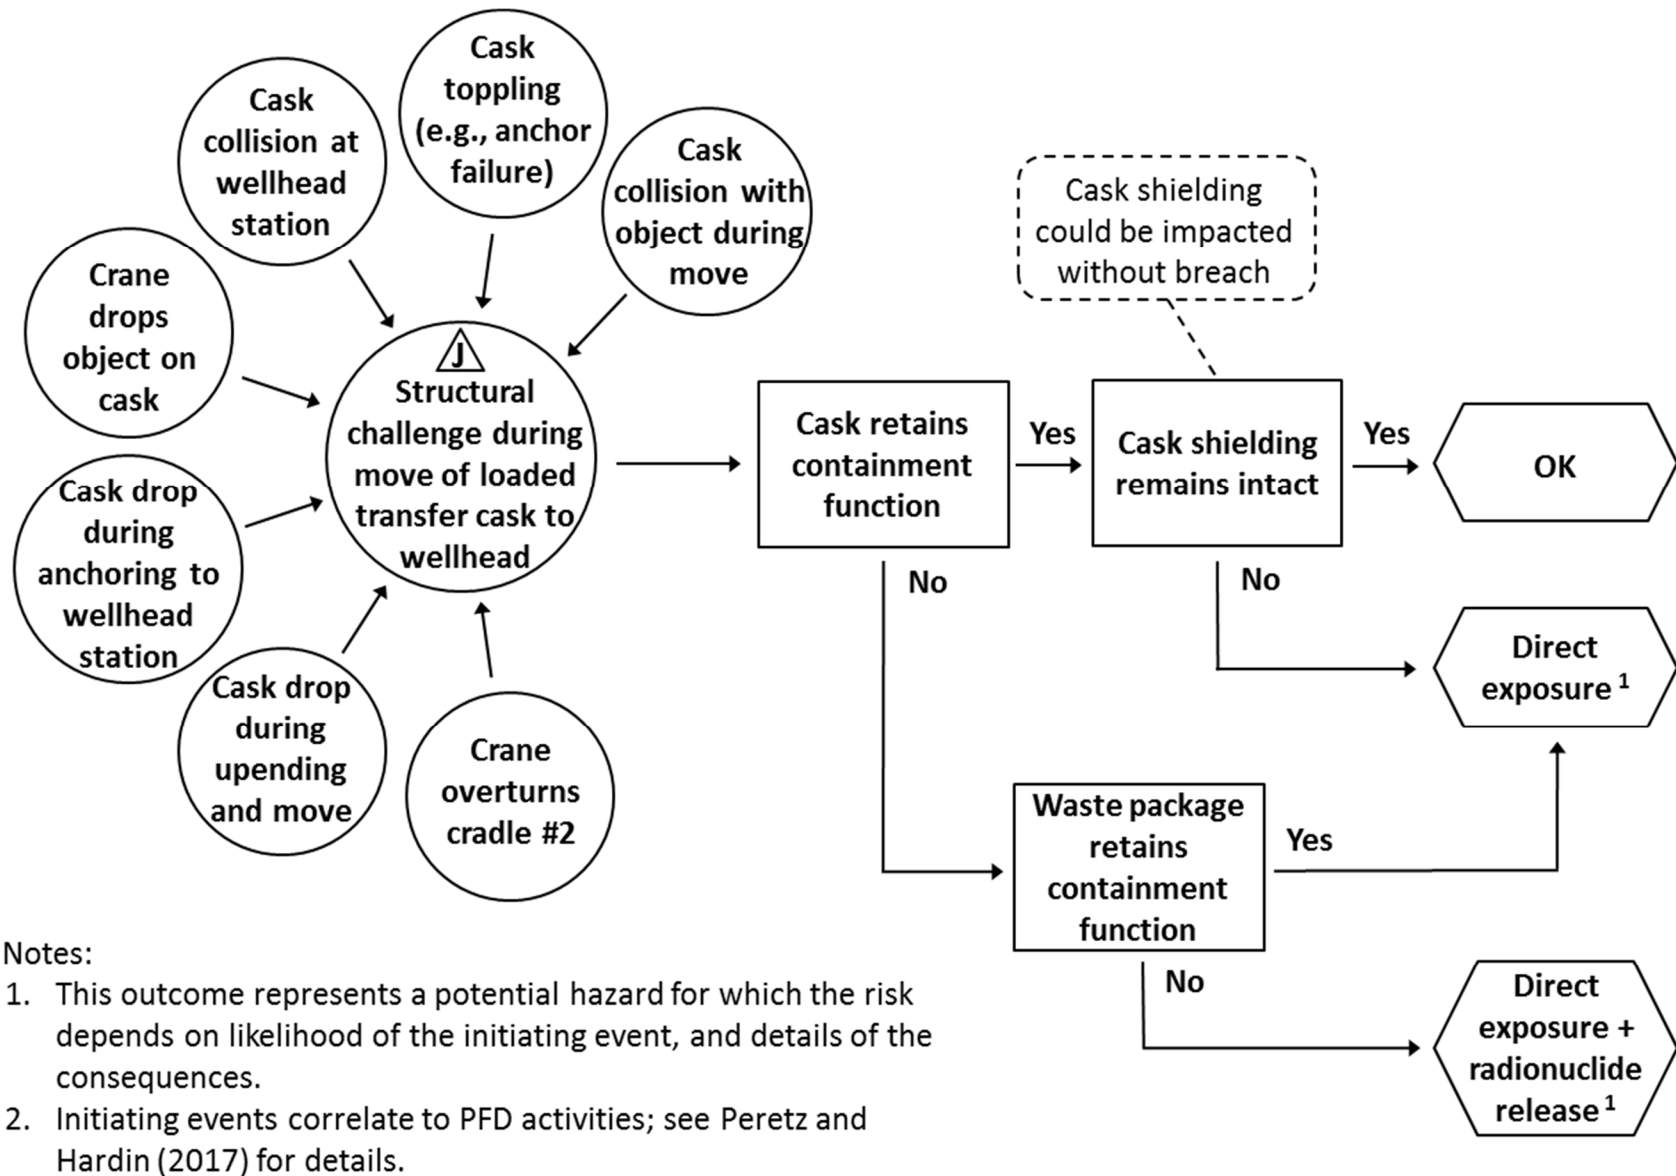 Cask
toppling
(e.g., anchor
failure)
Cask
collision at
wellhead
station
Cask
collision with
object during
move
Crane
drops
object on
cask
Cask drop
during
anchoring to
wellhead
station
Cask drop
during
upending
and move
Crane
overturns
cradle #2
J
Structural
challenge during
move of loaded
transfer cask to
wellhead
Cask retains
containment
function
Yes
No
Cask shielding
could be impacted
without breach
Cask shielding
remains intact
Yes
No
OK
Direct
exposure 1
Waste package
retains
containment
function
Yes
No
Direct
exposure +
radionuclide
release 1
Notes:
1. This outcome represents a potential hazard for which the risk
depends on likelihood of the initiating event, and details of the
consequences.
2. Initiating events correlate to PFD activities; see Peretz and
Hardin (2017) for details.